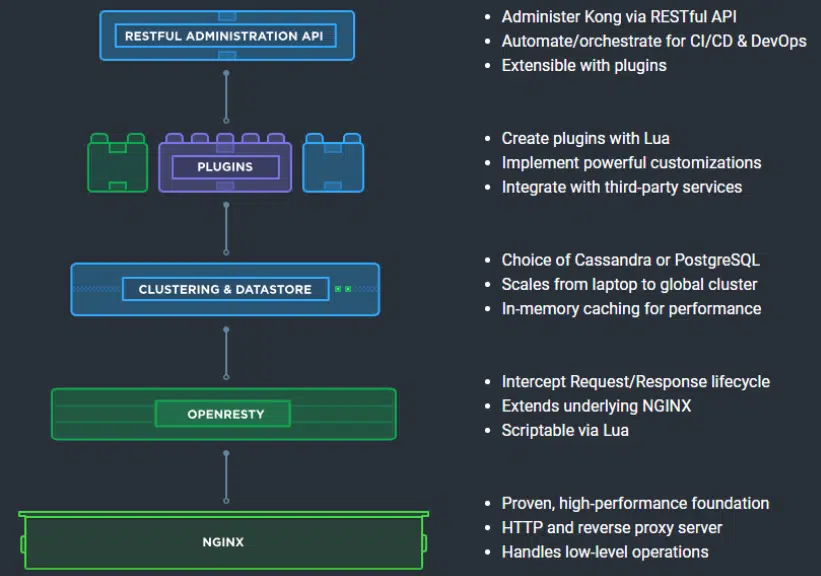 RESTFUL ADMINISTRATION API
• Administer Kong via RESTful API
• Automate/orchestrate for CI/CD & DevOps
• Extensible with plugins
PLUGINS
• Create plugins with Lua
• Implement powerful customizations
• Integrate with third-party services
CLUSTERING & DATASTORE
• Choice of Cassandra or PostgreSQL
• Scales from laptop to global cluster
• In-memory caching for performance
OPENRESTY
• Intercept Request/Response lifecycle
• Extends underlying NGINX
• Scriptable via Lua
NGINX
• Proven, high-performance foundation
• HTTP and reverse proxy server
• Handles low-level operations